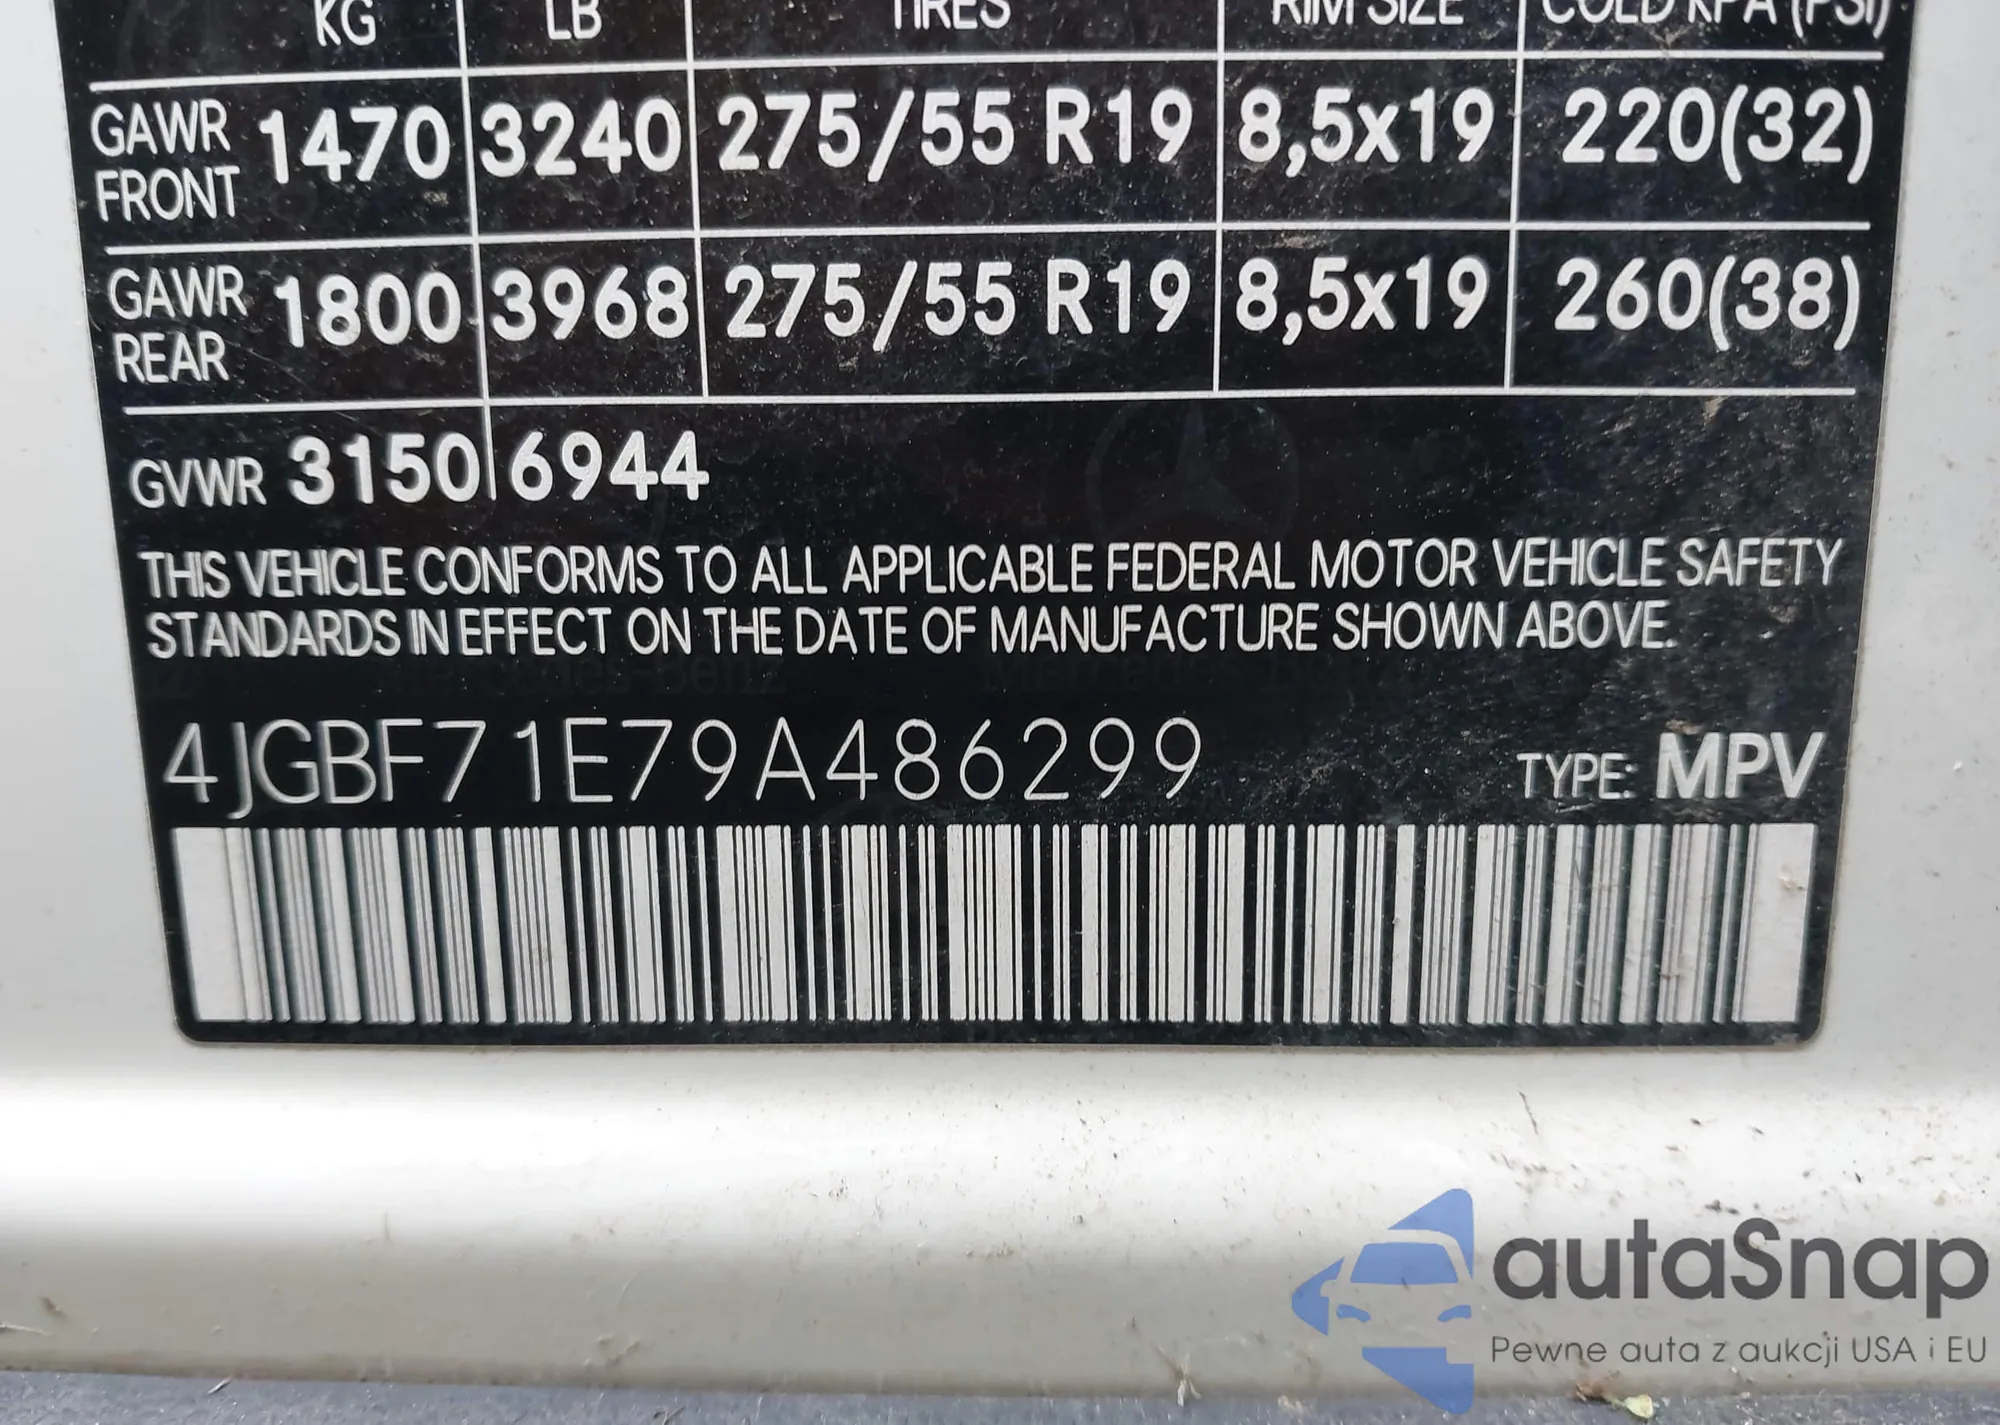 KG LB TIRES RIM SIZE COLD KPA (PSI)
GAWR FRONT 1470 3240 275/55 R19 8,5x19 220(32)
GAWR REAR 1800 3968 275/55 R19 8,5x19 260(38)
GVWR 3150 6944
THIS VEHICLE CONFORMS TO ALL APPLICABLE FEDERAL MOTOR VEHICLE SAFETY
STANDARDS IN EFFECT ON THE DATE OF MANUFACTURE SHOWN ABOVE.
Mercedes-Benz
4JGBF71E79A486299 TYPE: MPV
autaSnap
Pewne auta z aukcji USA i EU